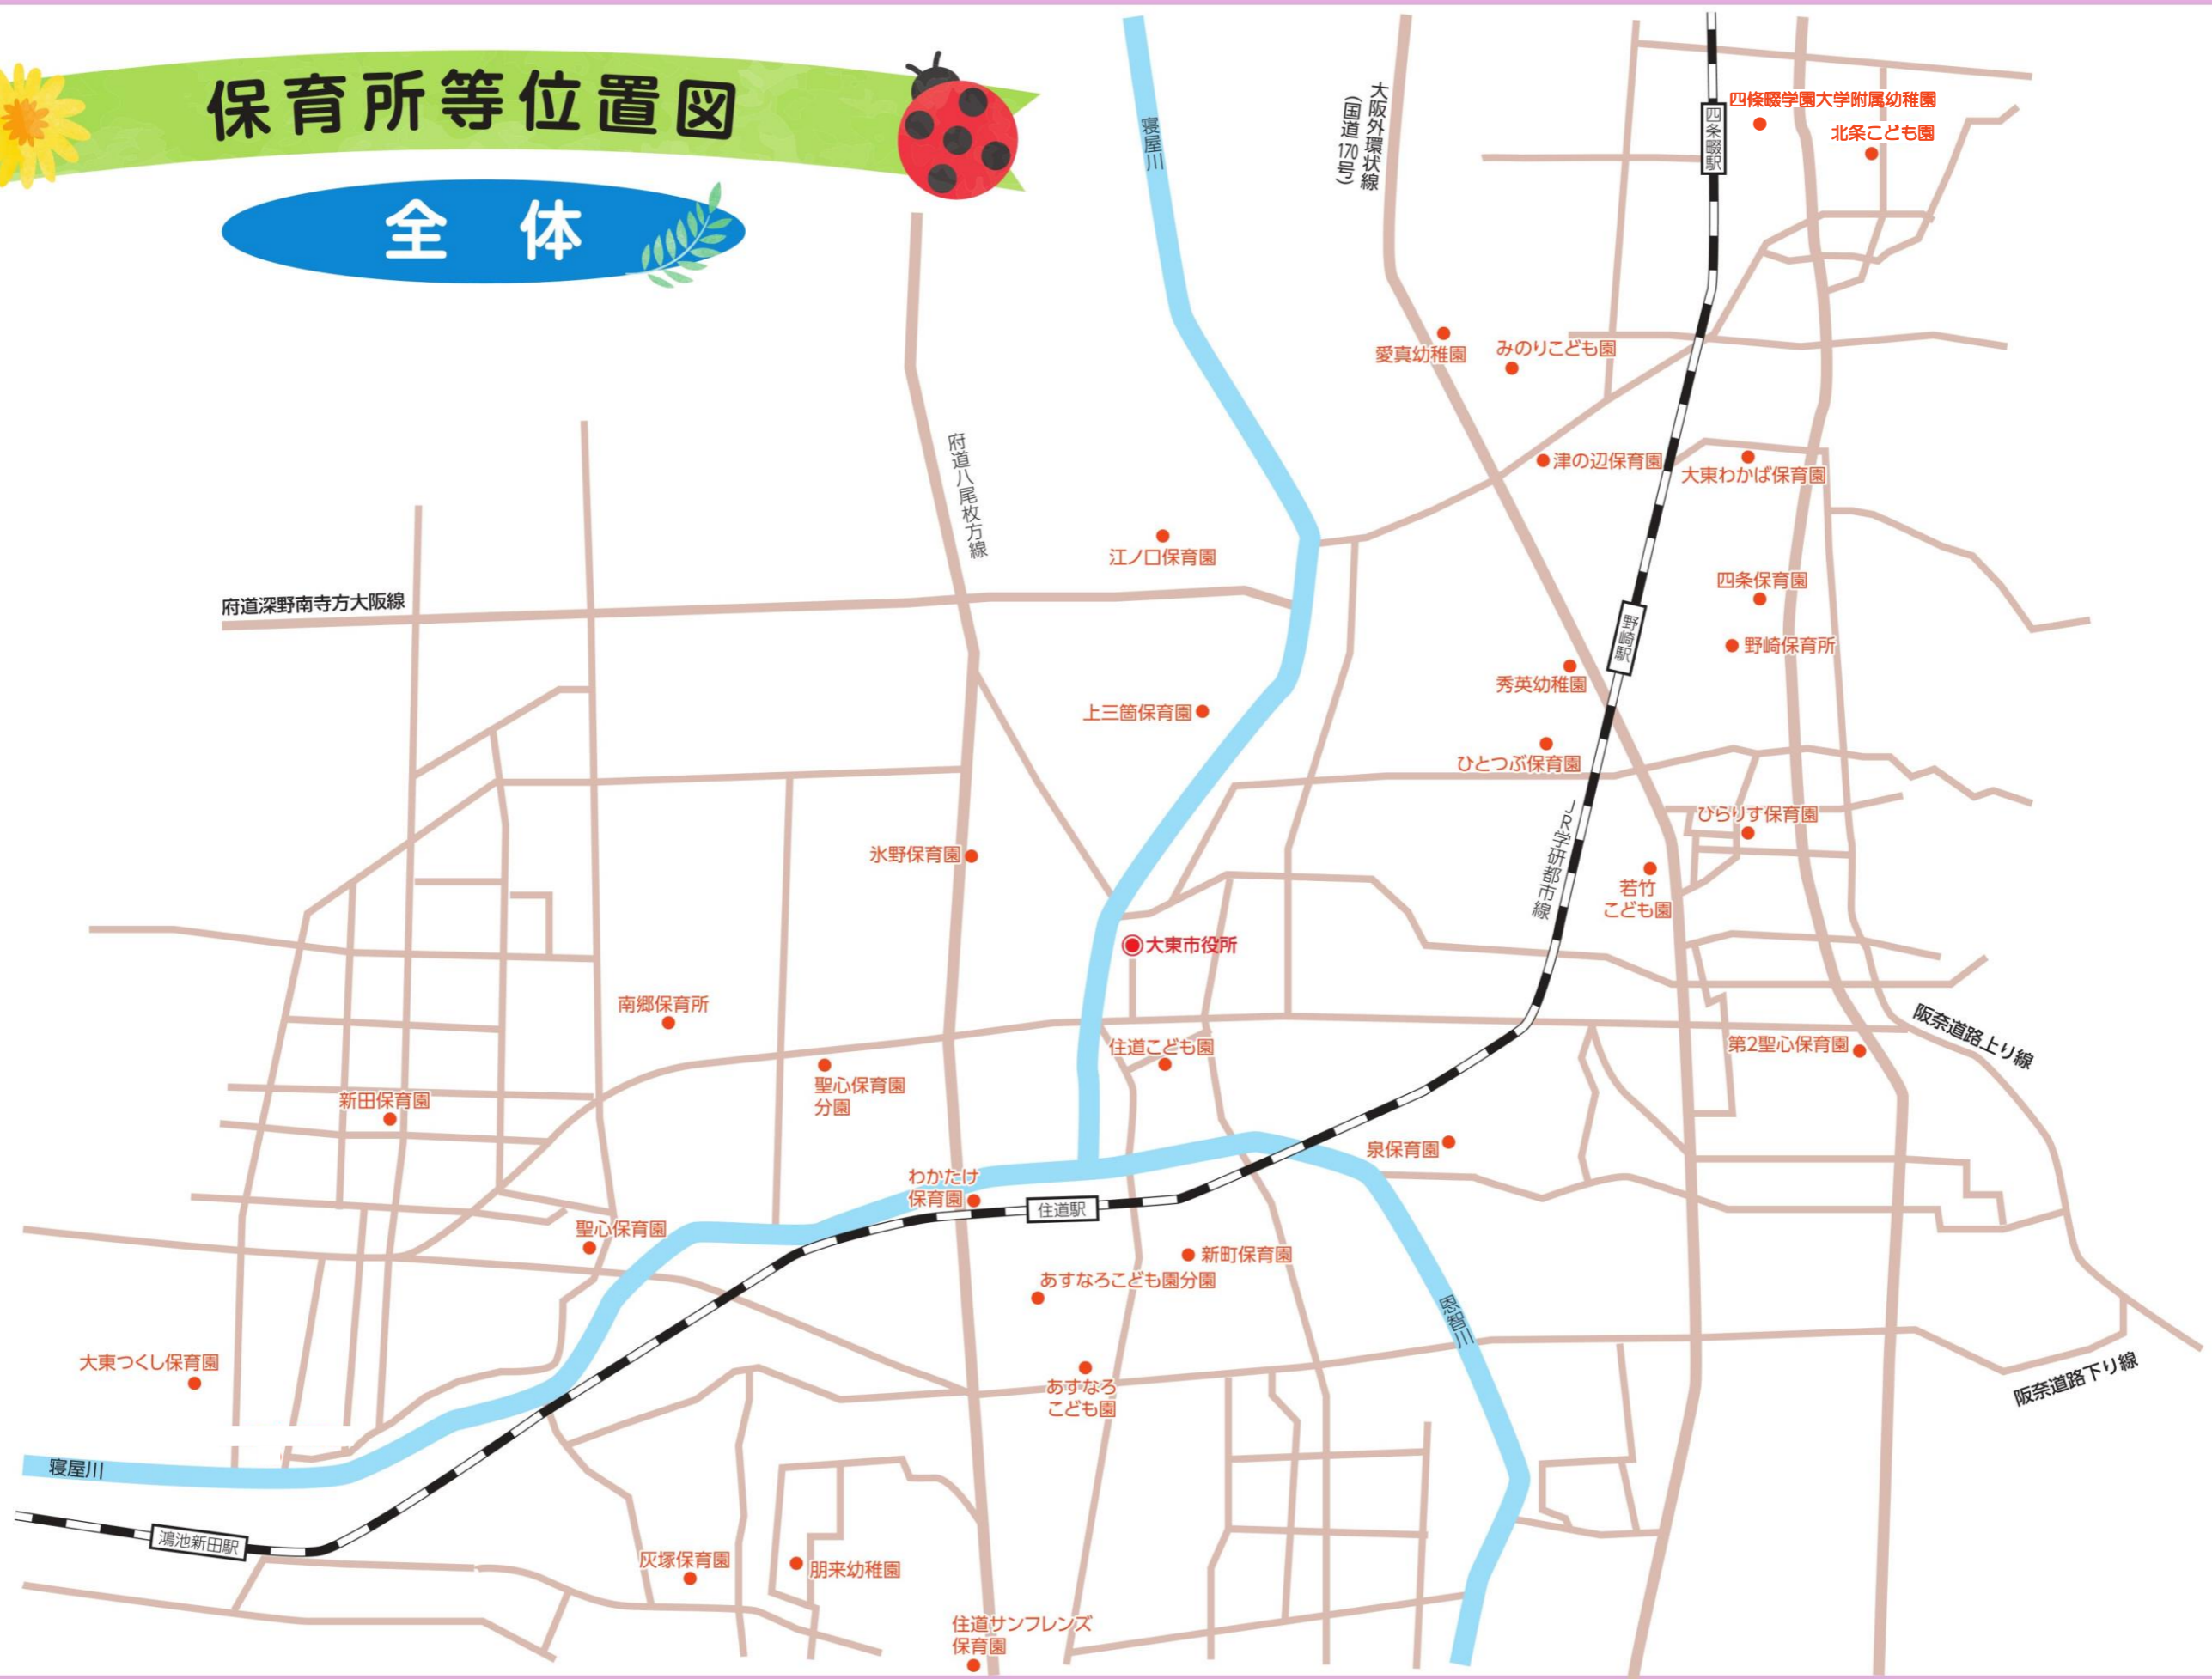 保育所等位置図
全 体
寝屋川
大阪外環状線
（国道170号）
四条畷駅
四條畷学園大学附属幼稚園
北条こども園
愛真幼稚園
みのりこども園
府道八尾枚方線
津の辺保育園
大東わかば保育園
江ノ口保育園
四条保育園
府道深野南寺方大阪線
野崎駅
野崎保育所
秀英幼稚園
上三箇保育園
ひとつぶ保育園
ひらりす保育園
JR学研都市線
氷野保育園
若竹
こども園
大東市役所
南郷保育所
阪奈道路上り線
住道こども園
第2聖心保育園
聖心保育園
分園
新田保育園
泉保育園
わかたけ
保育園
住道駅
聖心保育園
新町保育園
あすなろこども園分園
恩智川
大東つくし保育園
あすなろ
こども園
阪奈道路下り線
寝屋川
鴻池新田駅
灰塚保育園
朋来幼稚園
住道サンフレンズ
保育園